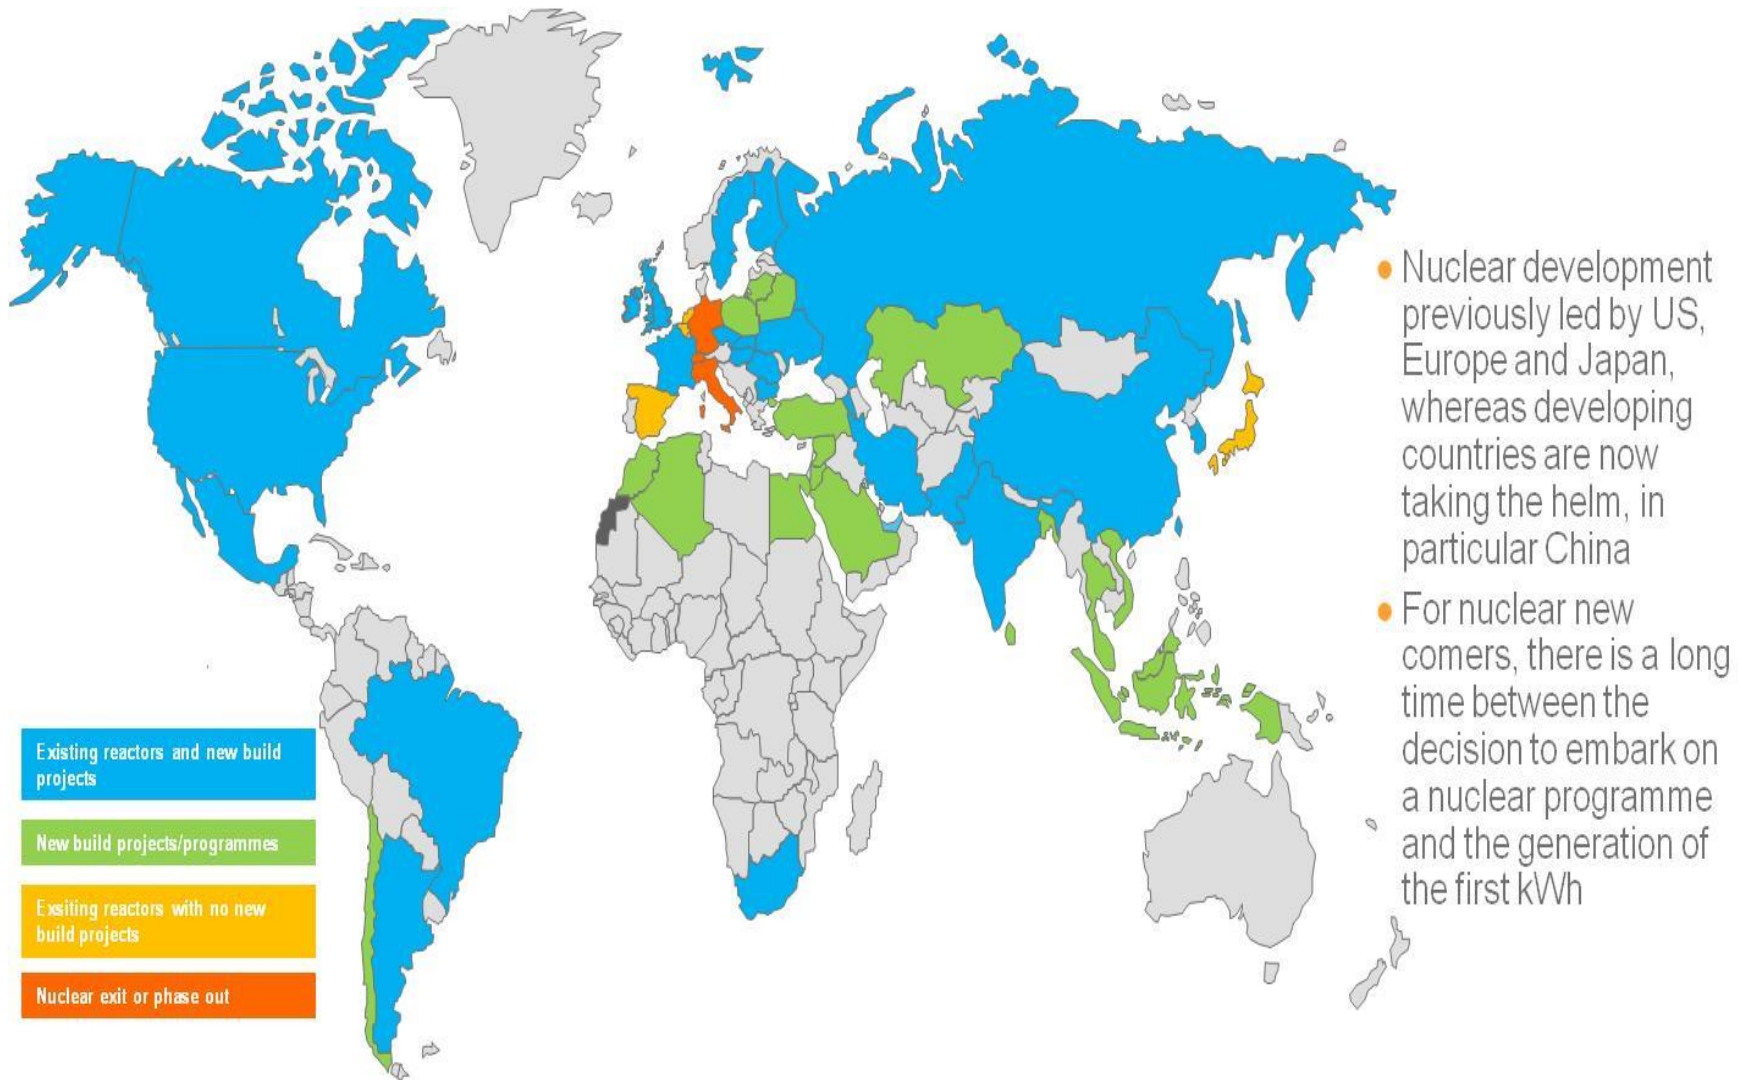 Nuclear development
previously led by US,
Europe and Japan,
whereas developing
countries are now
taking the helm, in
particular China
For nuclear new
comers, there is a long
time between the
decision to embark on
a nuclear programme
and the generation of
the first kWh
Existing reactors and new build
projects
New build projects/programmes
Exsiting reactors with no new
build projects
Nuclear exit or phase out